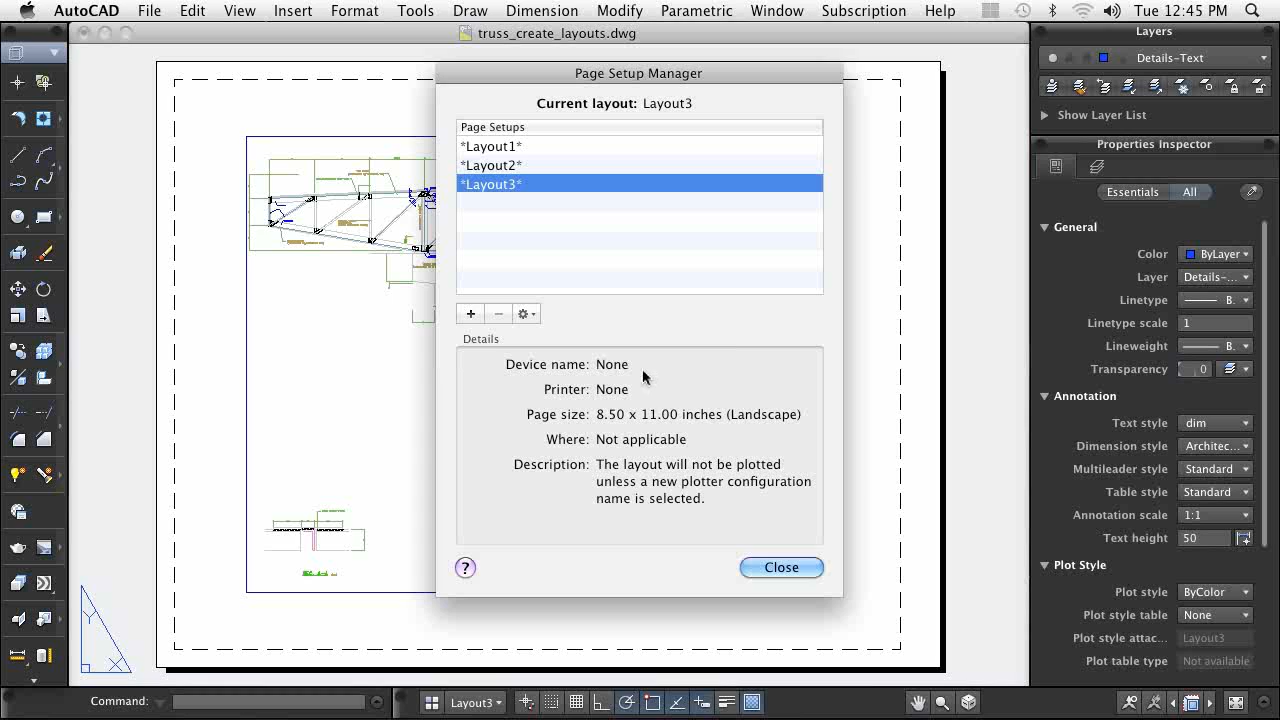 AutoCAD File Edit View Insert Format Tools Draw Dimension Modify Parametric Window Subscription Help Tue 12:45 PM
truss_create_layouts.dwg
Page Setup Manager
Current layout: Layout3
Page Setups
*Layout1*
*Layout2*
*Layout3*
+ −
Details
Device name: None
Printer: None
Page size: 8.50 x 11.00 inches (Landscape)
Where: Not applicable
Description: The layout will not be plotted
unless a new plotter configuration
name is selected.
? Close
Y
X
Layers
Details-Text
Show Layer List
Properties Inspector
Essentials All
General
Color ByLayer
Layer Details-...
Linetype B.
Linetype scale 1
Lineweight B.
Transparency 0
Annotation
Text style dim
Dimension style Architec...
Multileader style Standard
Table style Standard
Annotation scale 1:1
Text height 50
Plot Style
Plot style ByColor
Plot style table None
Plot style attac... Layout3
Plot table type Not available
Command: Layout3